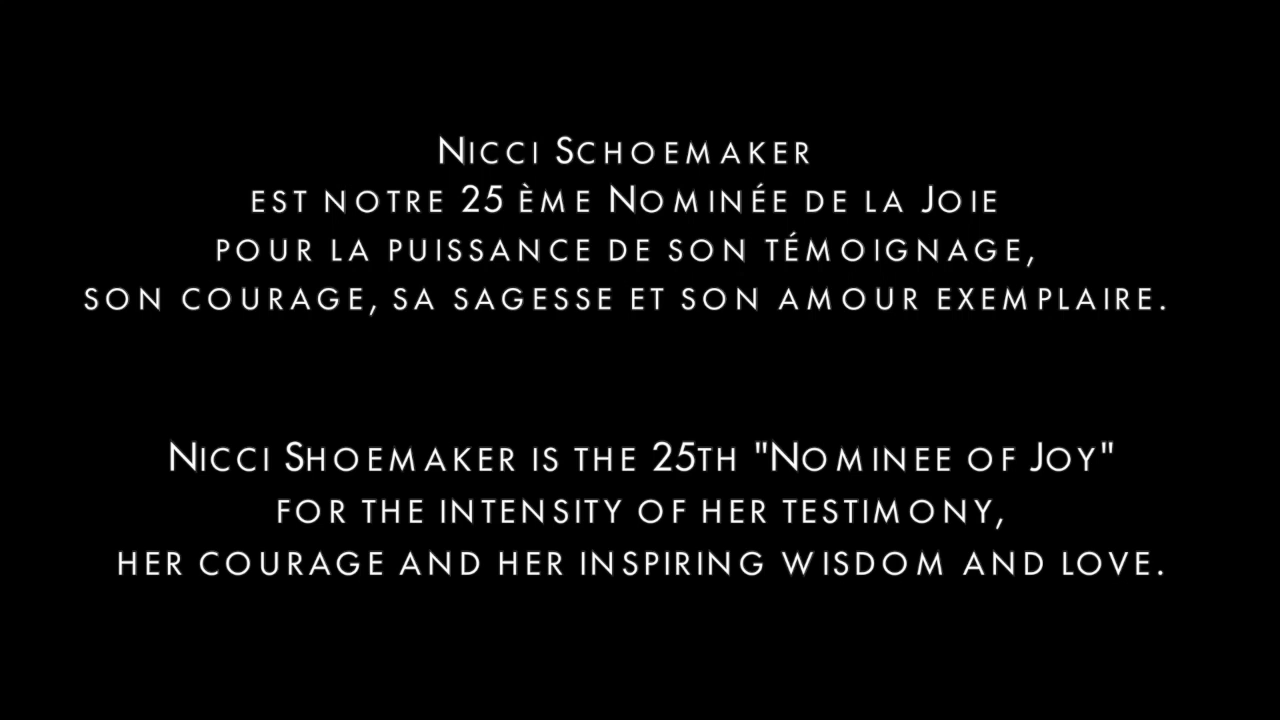 Nicci Schoemaker
est notre 25 ème Nominée de la Joie
pour la puissance de son témoignage,
son courage, sa sagesse et son amour exemplaire.
Nicci Shoemaker is the 25th "Nominee of Joy"
for the intensity of her testimony,
her courage and her inspiring wisdom and love.